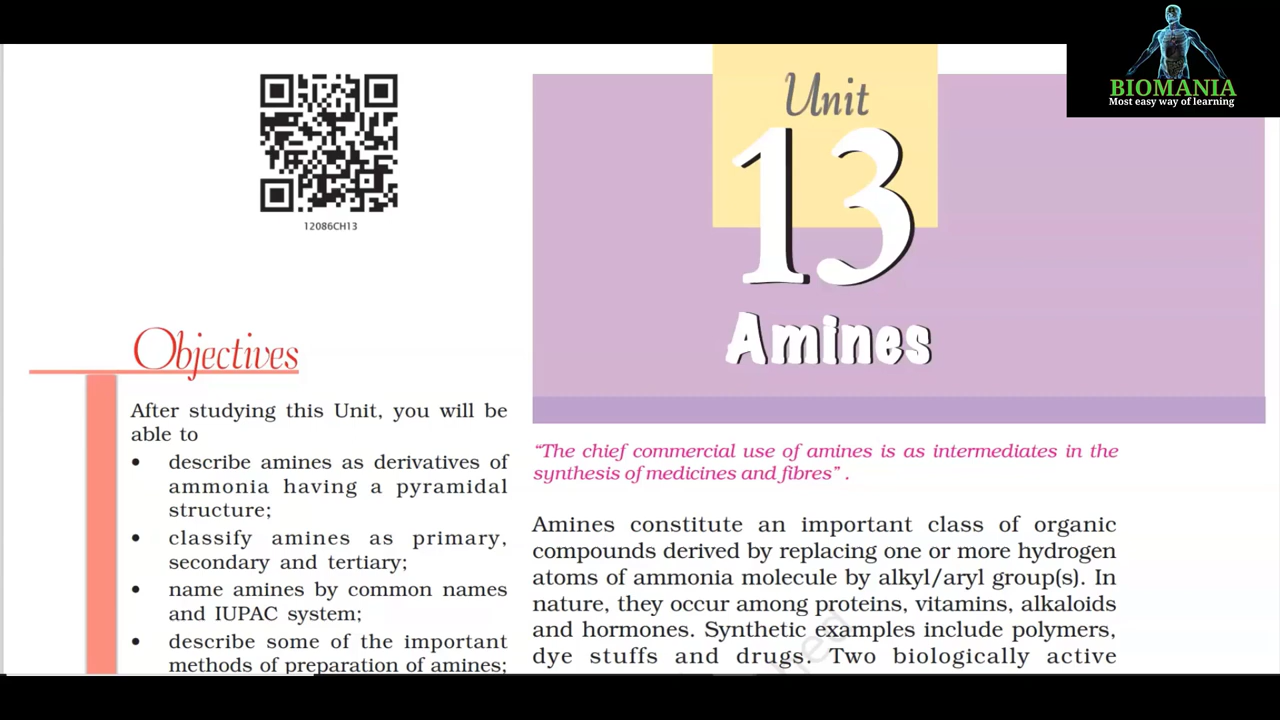 BIOMANIA
Most easy way of learning
12086CH13
Unit
13
Amines
Objectives
After studying this Unit, you will be
able to
• describe amines as derivatives of
ammonia having a pyramidal
structure;
• classify amines as primary,
secondary and tertiary;
• name amines by common names
and IUPAC system;
• describe some of the important
methods of preparation of amines;
“The chief commercial use of amines is as intermediates in the
synthesis of medicines and fibres” .
Amines constitute an important class of organic
compounds derived by replacing one or more hydrogen
atoms of ammonia molecule by alkyl/aryl group(s). In
nature, they occur among proteins, vitamins, alkaloids
and hormones. Synthetic examples include polymers,
dye stuffs and drugs. Two biologically active